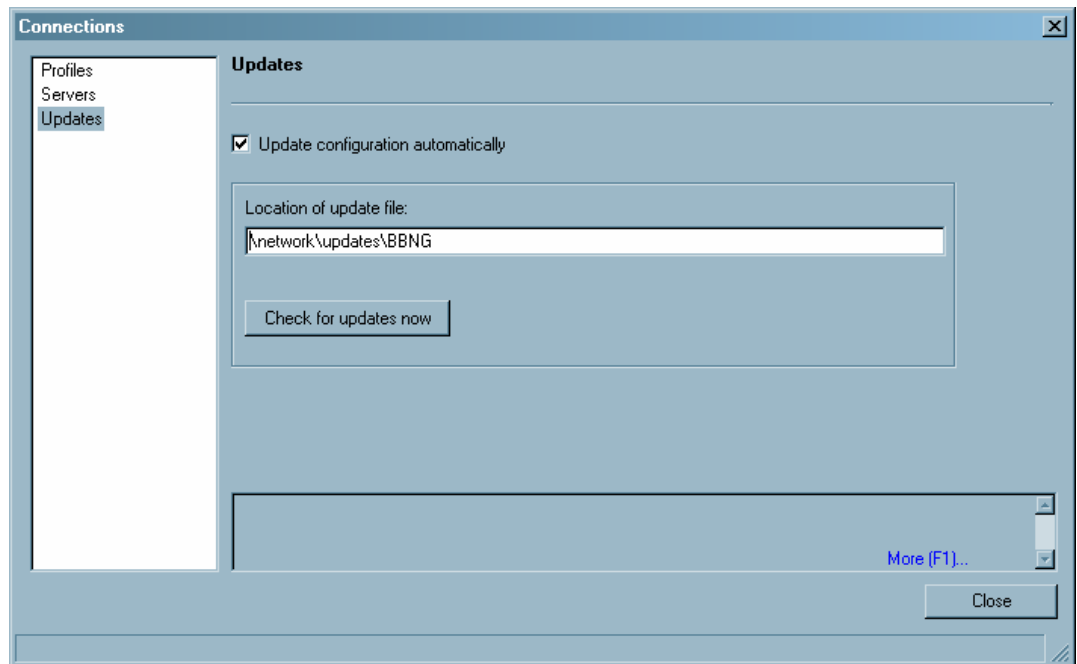 Connections
Profiles
Servers
Updates
Updates
Update configuration automatically
Location of update file:
\network\updates\BBNG
Check for updates now
More (F1)...
Close